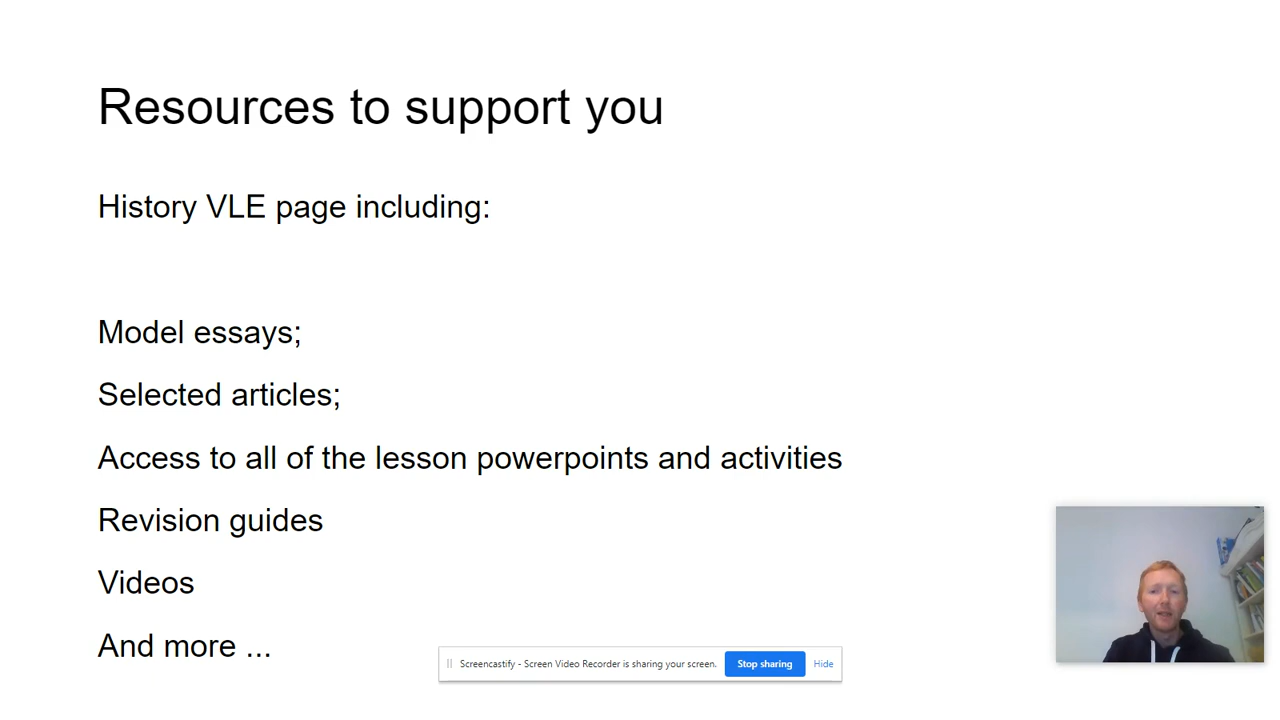 Resources to support you
History VLE page including:
Model essays;
Selected articles;
Access to all of the lesson powerpoints and activities
Revision guides
Videos
And more ...
Screencastify - Screen Video Recorder is sharing your screen. Stop sharing Hide